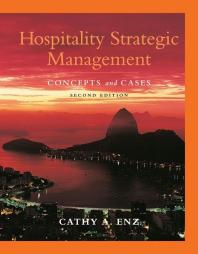 Hospitality Strategic
Management
CONCEPTS and CASES
SECOND EDITION
CATHY A. ENZ